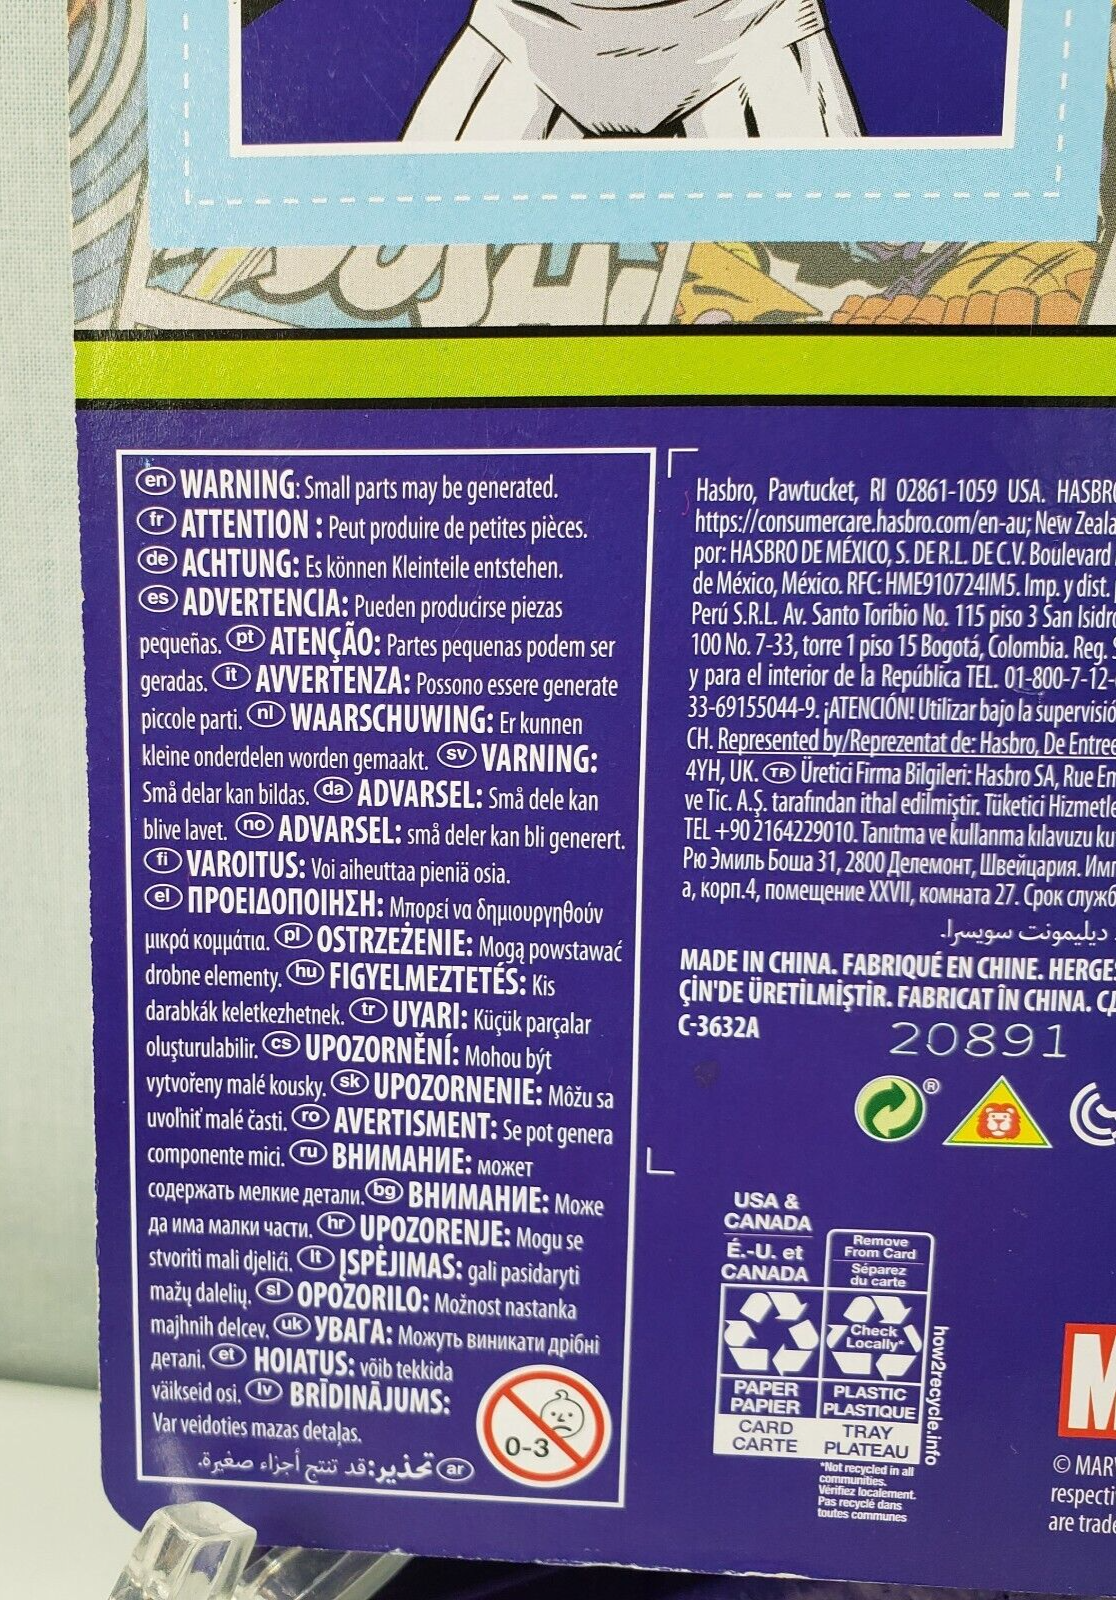 en WARNING: Small parts may be generated.
fr ATTENTION : Peut produire de petites pièces.
de ACHTUNG: Es können Kleinteile entstehen.
es ADVERTENCIA: Pueden producirse piezas
pequeñas. pt ATENÇÃO: Partes pequenas podem ser
geradas. it AVVERTENZA: Possono essere generate
piccole parti. nl WAARSCHUWING: Er kunnen
kleine onderdelen worden gemaakt. sv VARNING:
Små delar kan bildas. da ADVARSEL: Små dele kan
blive lavet. no ADVARSEL: små deler kan bli generert.
fi VAROITUS: Voi aiheuttaa pieniä osia.
el ΠΡΟΕΙΔΟΠΟΙΗΣΗ: Μπορεί να δημιουργηθούν
μικρά κομμάτια. pl OSTRZEŻENIE: Mogą powstawać
drobne elementy. hu FIGYELMEZTETÉS: Kis
darabkák keletkezhetnek. tr UYARI: Küçük parçalar
oluşturulabilir. cs UPOZORNĚNÍ: Mohou být
vytvořeny malé kousky. sk UPOZORNENIE: Môžu sa
uvoľniť malé časti. ro AVERTISMENT: Se pot genera
componente mici. ru ВНИМАНИЕ: может
содержать мелкие детали. bg ВНИМАНИЕ: Може
да има малки части. hr UPOZORENJE: Mogu se
stvoriti mali djelići. lt ĮSPĖJIMAS: gali pasidaryti
mažų dalelių. sl OPOZORILO: Možnost nastanka
majhnih delcev. uk УВАГА: Можуть виникати дрібні
деталі. et HOIATUS: võib tekkida
väikseid osi. lv BRĪDINĀJUMS:
Var veidoties mazas detaļas.
ar تحذير: قد تنتج أجزاء صغيرة.
0-3
Hasbro, Pawtucket, RI 02861-1059 USA. HASBRO
https://consumercare.hasbro.com/en-au; New Zeala
por: HASBRO DE MÉXICO, S. DE R.L. DE C.V. Boulevard
de México, México. RFC: HME910724IM5. Imp. y dist.
Perú S.R.L. Av. Santo Toribio No. 115 piso 3 San Isidro
100 No. 7-33, torre 1 piso 15 Bogotá, Colombia. Reg.
y para el interior de la República TEL. 01-800-7-12-
33-69155044-9. ¡ATENCIÓN! Utilizar bajo la supervisió
CH. Represented by/Reprezentat de: Hasbro, De Entree
4YH, UK. TR Üretici Firma Bilgileri: Hasbro SA, Rue Em
ve Tic. A.Ş. tarafından ithal edilmiştir. Tüketici Hizmetle
TEL +90 2164229010. Tanıtma ve kullanma kılavuzu ku
Рю Эмиль Боша 31, 2800 Делемонт, Швейцария. Имп
а, корп.4, помещение XXVII, комната 27. Срок служб
ديليمونت سويسرا.
MADE IN CHINA. FABRIQUÉ EN CHINE. HERGES
ÇİN'DE ÜRETİLMİŞTİR. FABRICAT ÎN CHINA.
C-3632A
20891
USA &
CANADA
É.-U. et
CANADA
Remove
From Card
Séparez
du carte
Check
Locally*
PAPER
PAPIER
PLASTIC
PLASTIQUE
CARD
CARTE
TRAY
PLATEAU
how2recycle.info
*Not recycled in all
communities.
Vérifiez localement.
Pas recyclé dans
toutes communes
M
© MAR
respecti
are trade